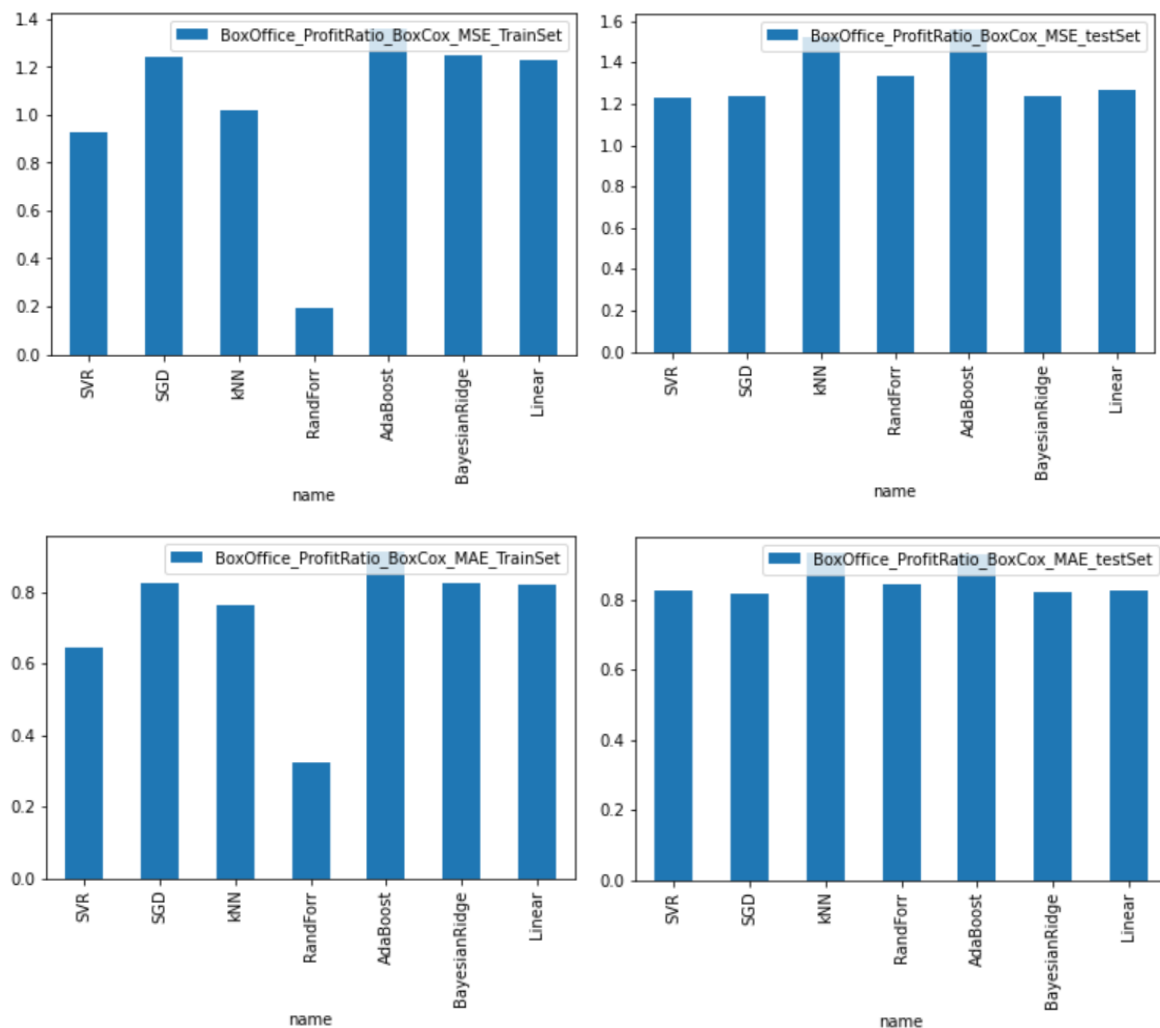 BoxOffice_ProfitRatio_BoxCox_MSE_TrainSet
1.4
1.2
1.0
0.8
0.6
0.4
0.2
0.0
SVR
SGD
kNN
RandForr
AdaBoost
BayesianRidge
Linear
name
BoxOffice_ProfitRatio_BoxCox_MSE_testSet
1.6
1.4
1.2
1.0
0.8
0.6
0.4
0.2
0.0
SVR
SGD
kNN
RandForr
AdaBoost
BayesianRidge
Linear
name
BoxOffice_ProfitRatio_BoxCox_MAE_TrainSet
0.8
0.6
0.4
0.2
0.0
SVR
SGD
kNN
RandForr
AdaBoost
BayesianRidge
Linear
name
BoxOffice_ProfitRatio_BoxCox_MAE_testSet
0.8
0.6
0.4
0.2
0.0
SVR
SGD
kNN
RandForr
AdaBoost
BayesianRidge
Linear
name